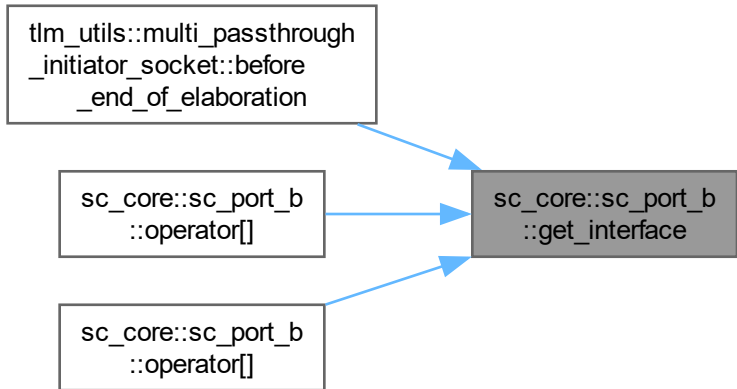 tlm_utils::multi_passthrough
_initiator_socket::before
_end_of_elaboration
sc_core::sc_port_b
::operator[]
sc_core::sc_port_b
::get_interface
sc_core::sc_port_b
::operator[]